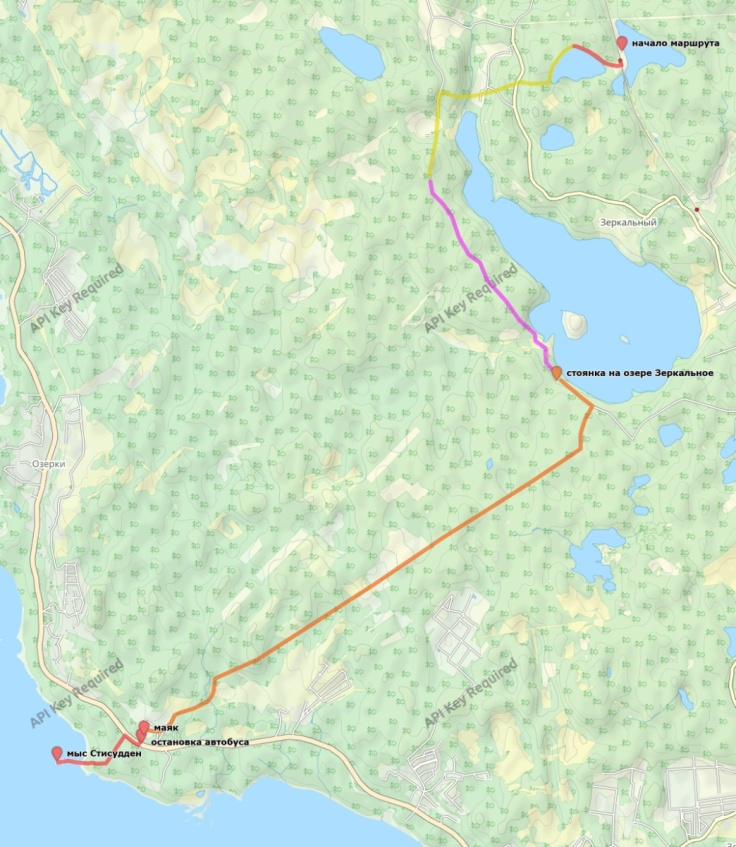 начало маршрута
Зеркальный
API Key Required
API Key Required
стоянка на озере Зеркальное
Озерки
API Key Required
API Key Required
маяк
остановка автобуса
мыс Стисудден